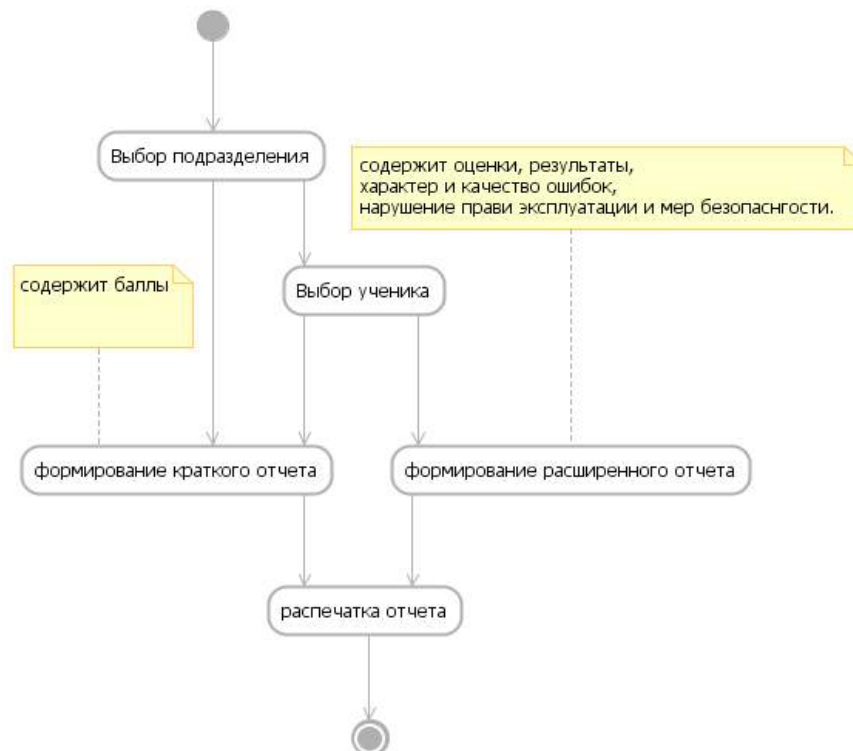 Выбор подразделения
содержит оценки, результаты,
характер и качество ошибок,
нарушение прави эксплуатации и мер безопаснгости.
содержит баллы
Выбор ученика
формирование краткого отчета
формирование расширенного отчета
распечатка отчета